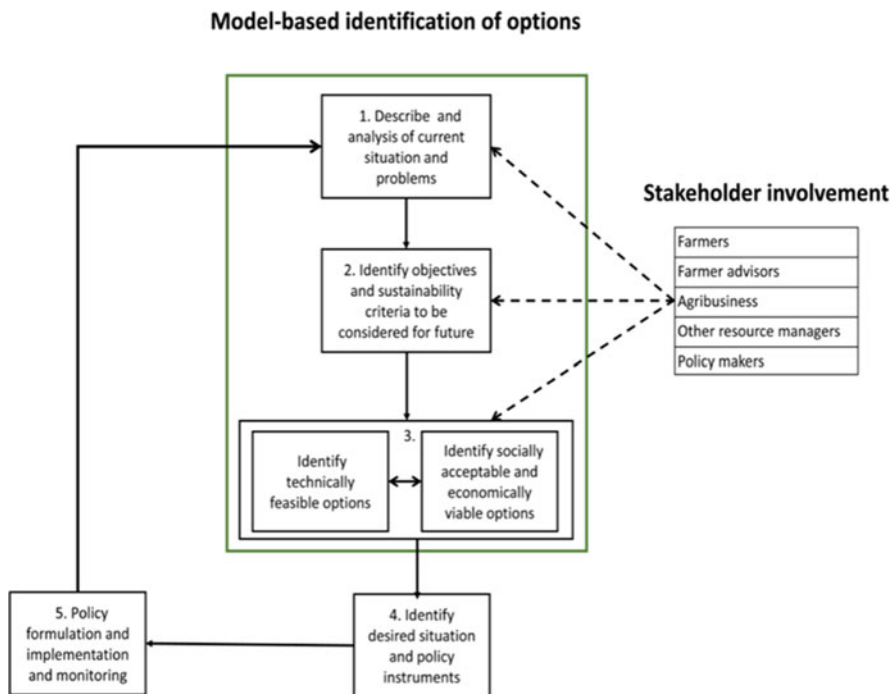 Model-based identification of options
1. Describe and
analysis of current
situation and
problems
Stakeholder involvement
Farmers
Farmer advisors
Agribusiness
Other resource managers
Policy makers
2. Identify objectives
and sustainability
criteria to be
considered for future
3.
Identify
technically
feasible options
Identify socially
acceptable and
economically
viable options
5. Policy
formulation and
implementation
and monitoring
4. Identify
desired situation
and policy
instruments